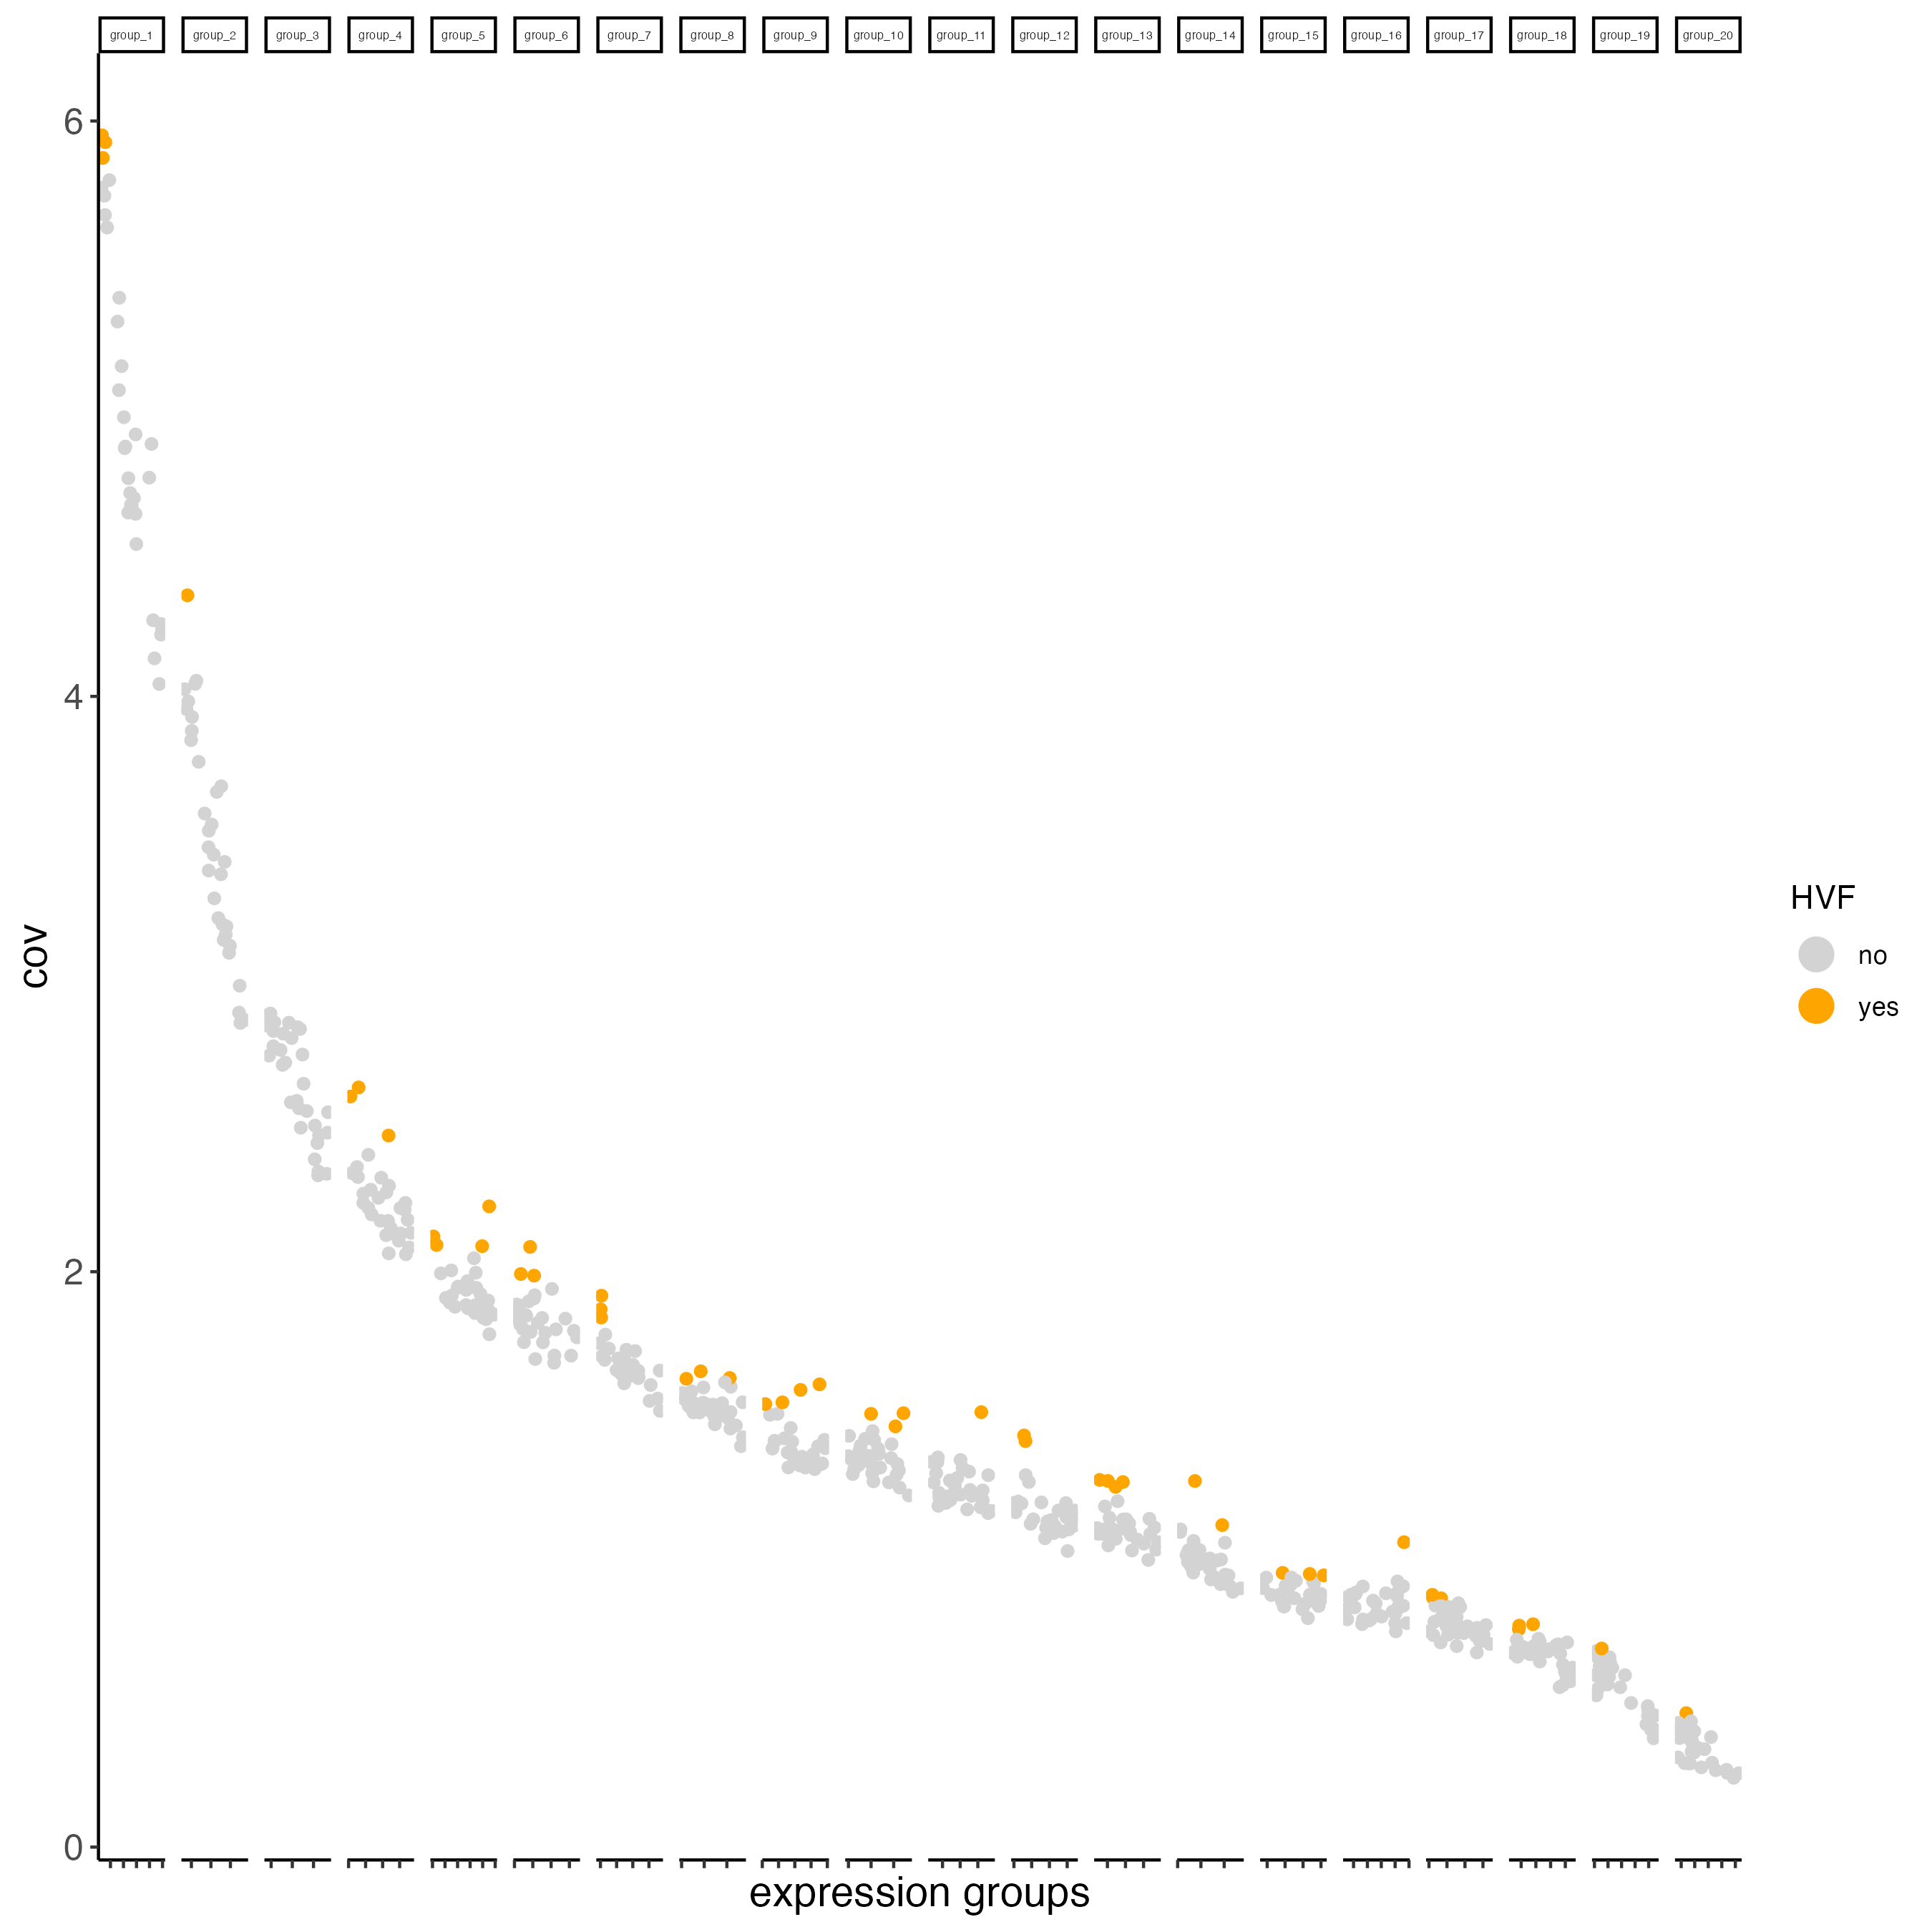 group_1 group_2 group_3 group_4 group_5 group_6 group_7 group_8 group_9 group_10 group_11 group_12 group_13 group_14 group_15 group_16 group_17 group_18 group_19 group_20
6
4
2
0
cov
expression groups
HVF
no
yes